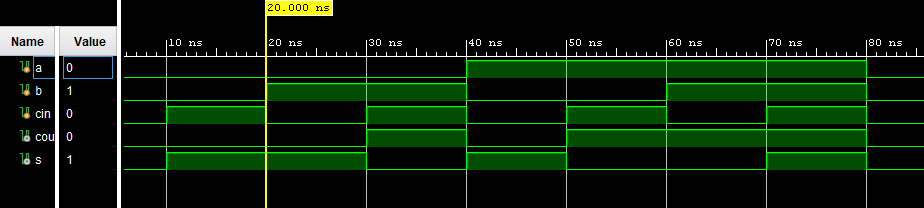 20.000 ns
Name Value
10 ns 20 ns 30 ns 40 ns 50 ns 60 ns 70 ns 80 ns
a 0
b 1
cin 0
cou 0
s 1